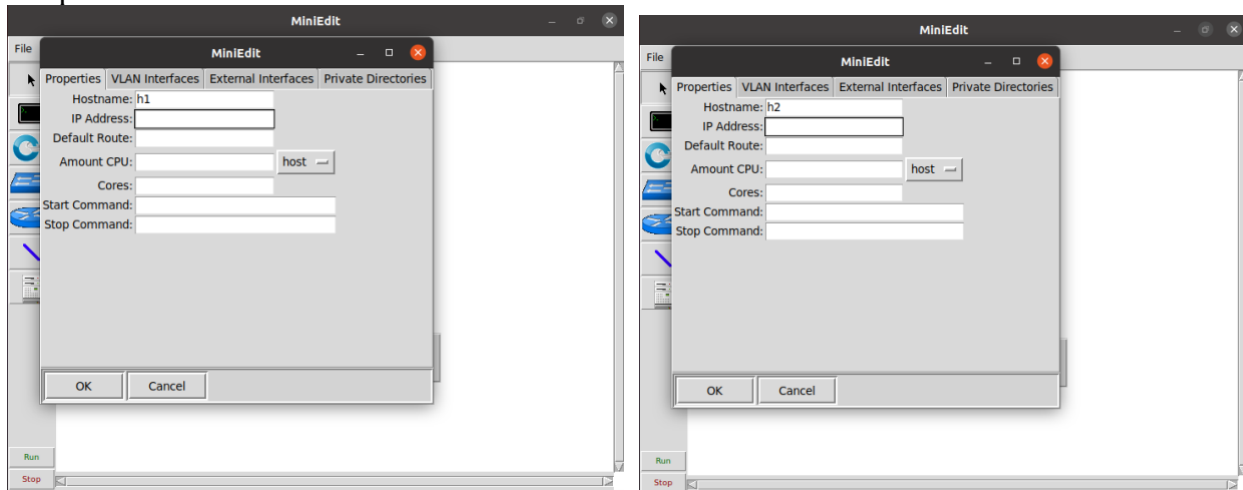 MiniEdit
File
MiniEdit
Properties VLAN Interfaces External Interfaces Private Directories
Hostname: h1
IP Address:
Default Route:
Amount CPU: host
Cores:
Start Command:
Stop Command:
OK Cancel
Run
Stop
MiniEdit
File
MiniEdit
Properties VLAN Interfaces External Interfaces Private Directories
Hostname: h2
IP Address:
Default Route:
Amount CPU: host
Cores:
Start Command:
Stop Command:
OK Cancel
Run
Stop